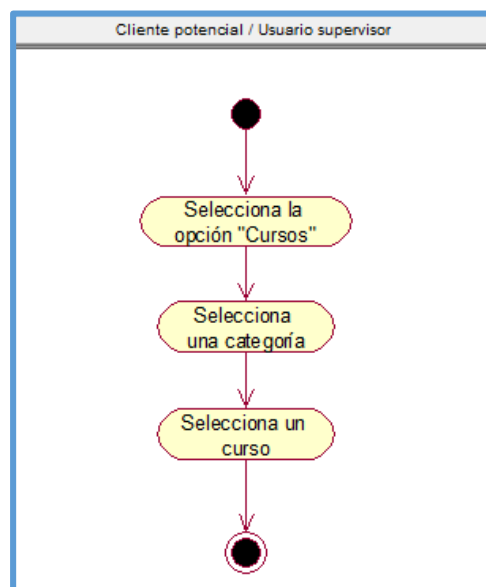 Cliente potencial / Usuario supervisor
Selecciona la
opción "Cursos"
Selecciona
una categoría
Selecciona un
curso